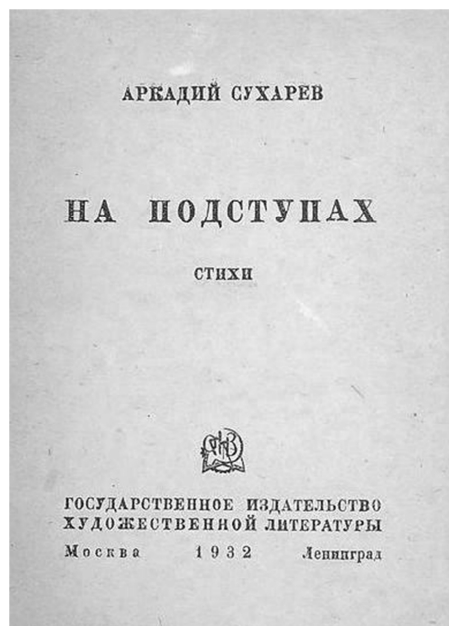 АРКАДИЙ СУХАРЕВ
НА ПОДСТУПАХ
СТИХИ
ГОСУДАРСТВЕННОЕ ИЗДАТЕЛЬСТВО
ХУДОЖЕСТВЕННОЙ ЛИТЕРАТУРЫ
Москва 1932 Ленинград